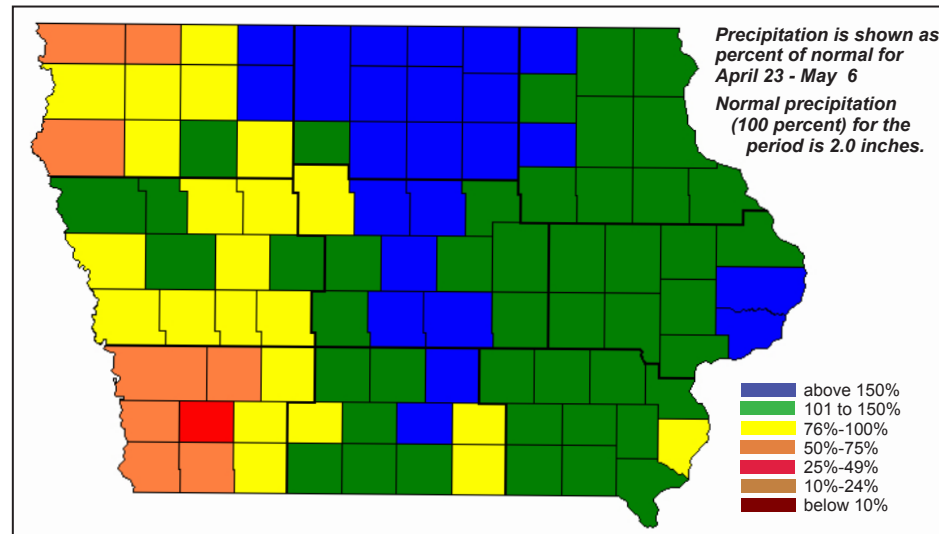 Precipitation is shown as
percent of normal for
April 23 - May 6
Normal precipitation
(100 percent) for the
period is 2.0 inches.
above 150%
101 to 150%
76%-100%
50%-75%
25%-49%
10%-24%
below 10%